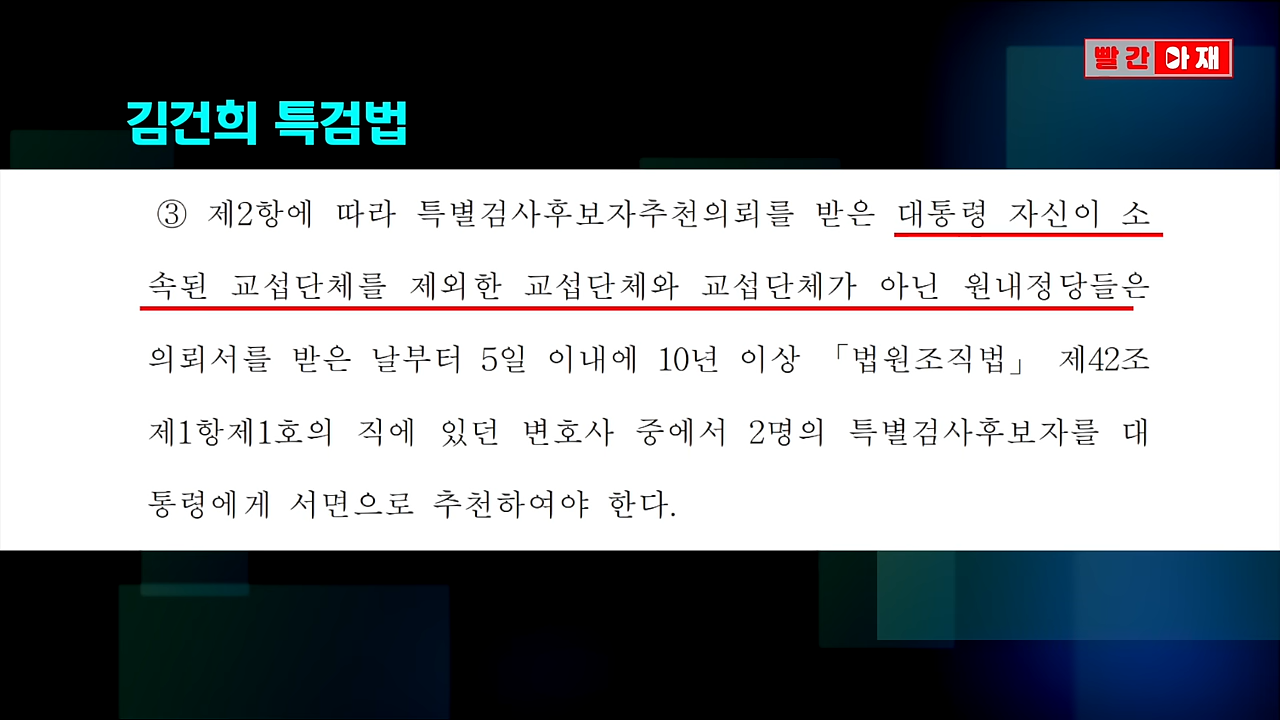 빨간아재
김건희 특검법
③ 제2항에 따라 특별검사후보자추천의뢰를 받은 대통령 자신이 소
속된 교섭단체를 제외한 교섭단체와 교섭단체가 아닌 원내정당들은
의뢰서를 받은 날부터 5일 이내에 10년 이상 「법원조직법」 제42조
제1항제1호의 직에 있던 변호사 중에서 2명의 특별검사후보자를 대
통령에게 서면으로 추천하여야 한다.